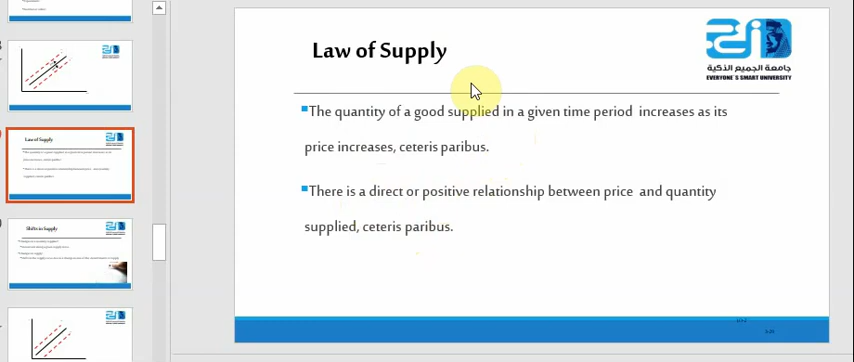 Law of Supply
جامعة الجميع الذكية
EVERYONE'S SMART UNIVERSITY
The quantity of a good supplied in a given time period increases as its
price increases, ceteris paribus.
There is a direct or positive relationship between price and quantity
supplied, ceteris paribus.
Law of Supply
Shifts in Supply